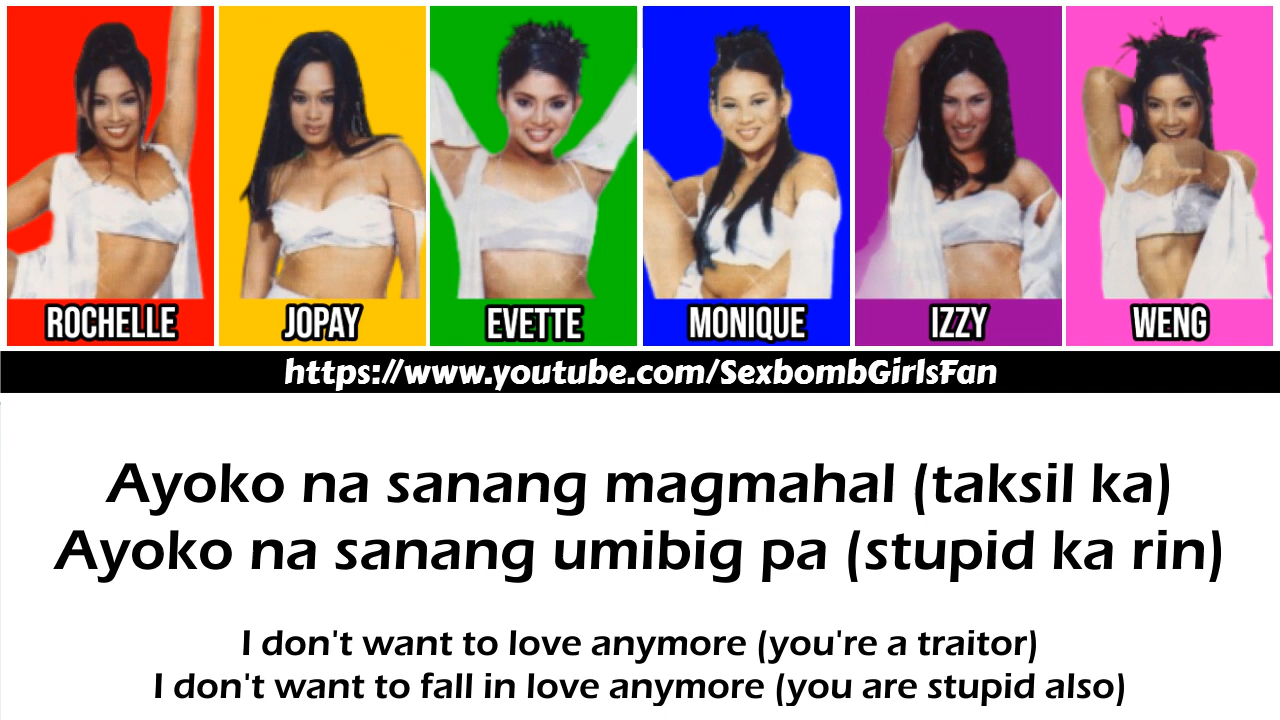 ROCHELLE JOPAY EVETTE MONIQUE IZZY WENG
https://www.youtube.com/SexbombGirlsFan
Ayoko na sanang magmahal (taksil ka)
Ayoko na sanang umibig pa (stupid ka rin)
I don't want to love anymore (you're a traitor)
I don't want to fall in love anymore (you are stupid also)